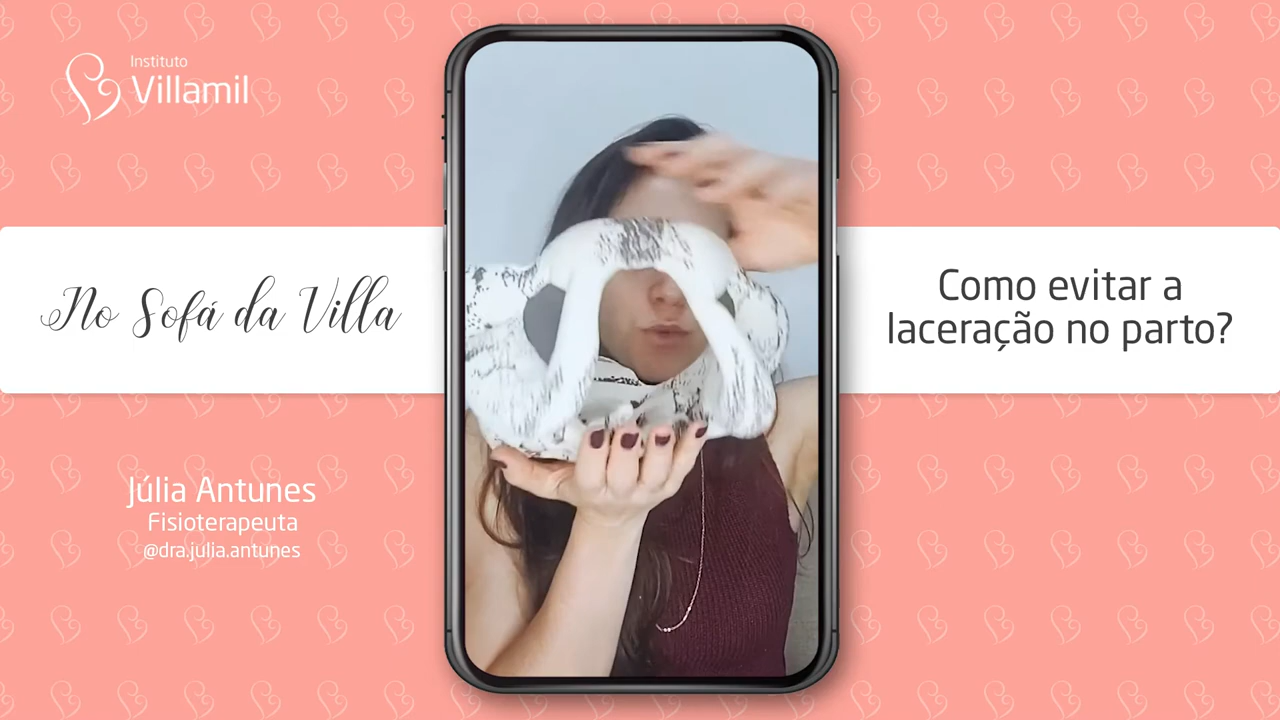 Instituto
Villamil
No Sofá da Villa
Como evitar a
laceração no parto?
Júlia Antunes
Fisioterapeuta
@dra.julia.antunes